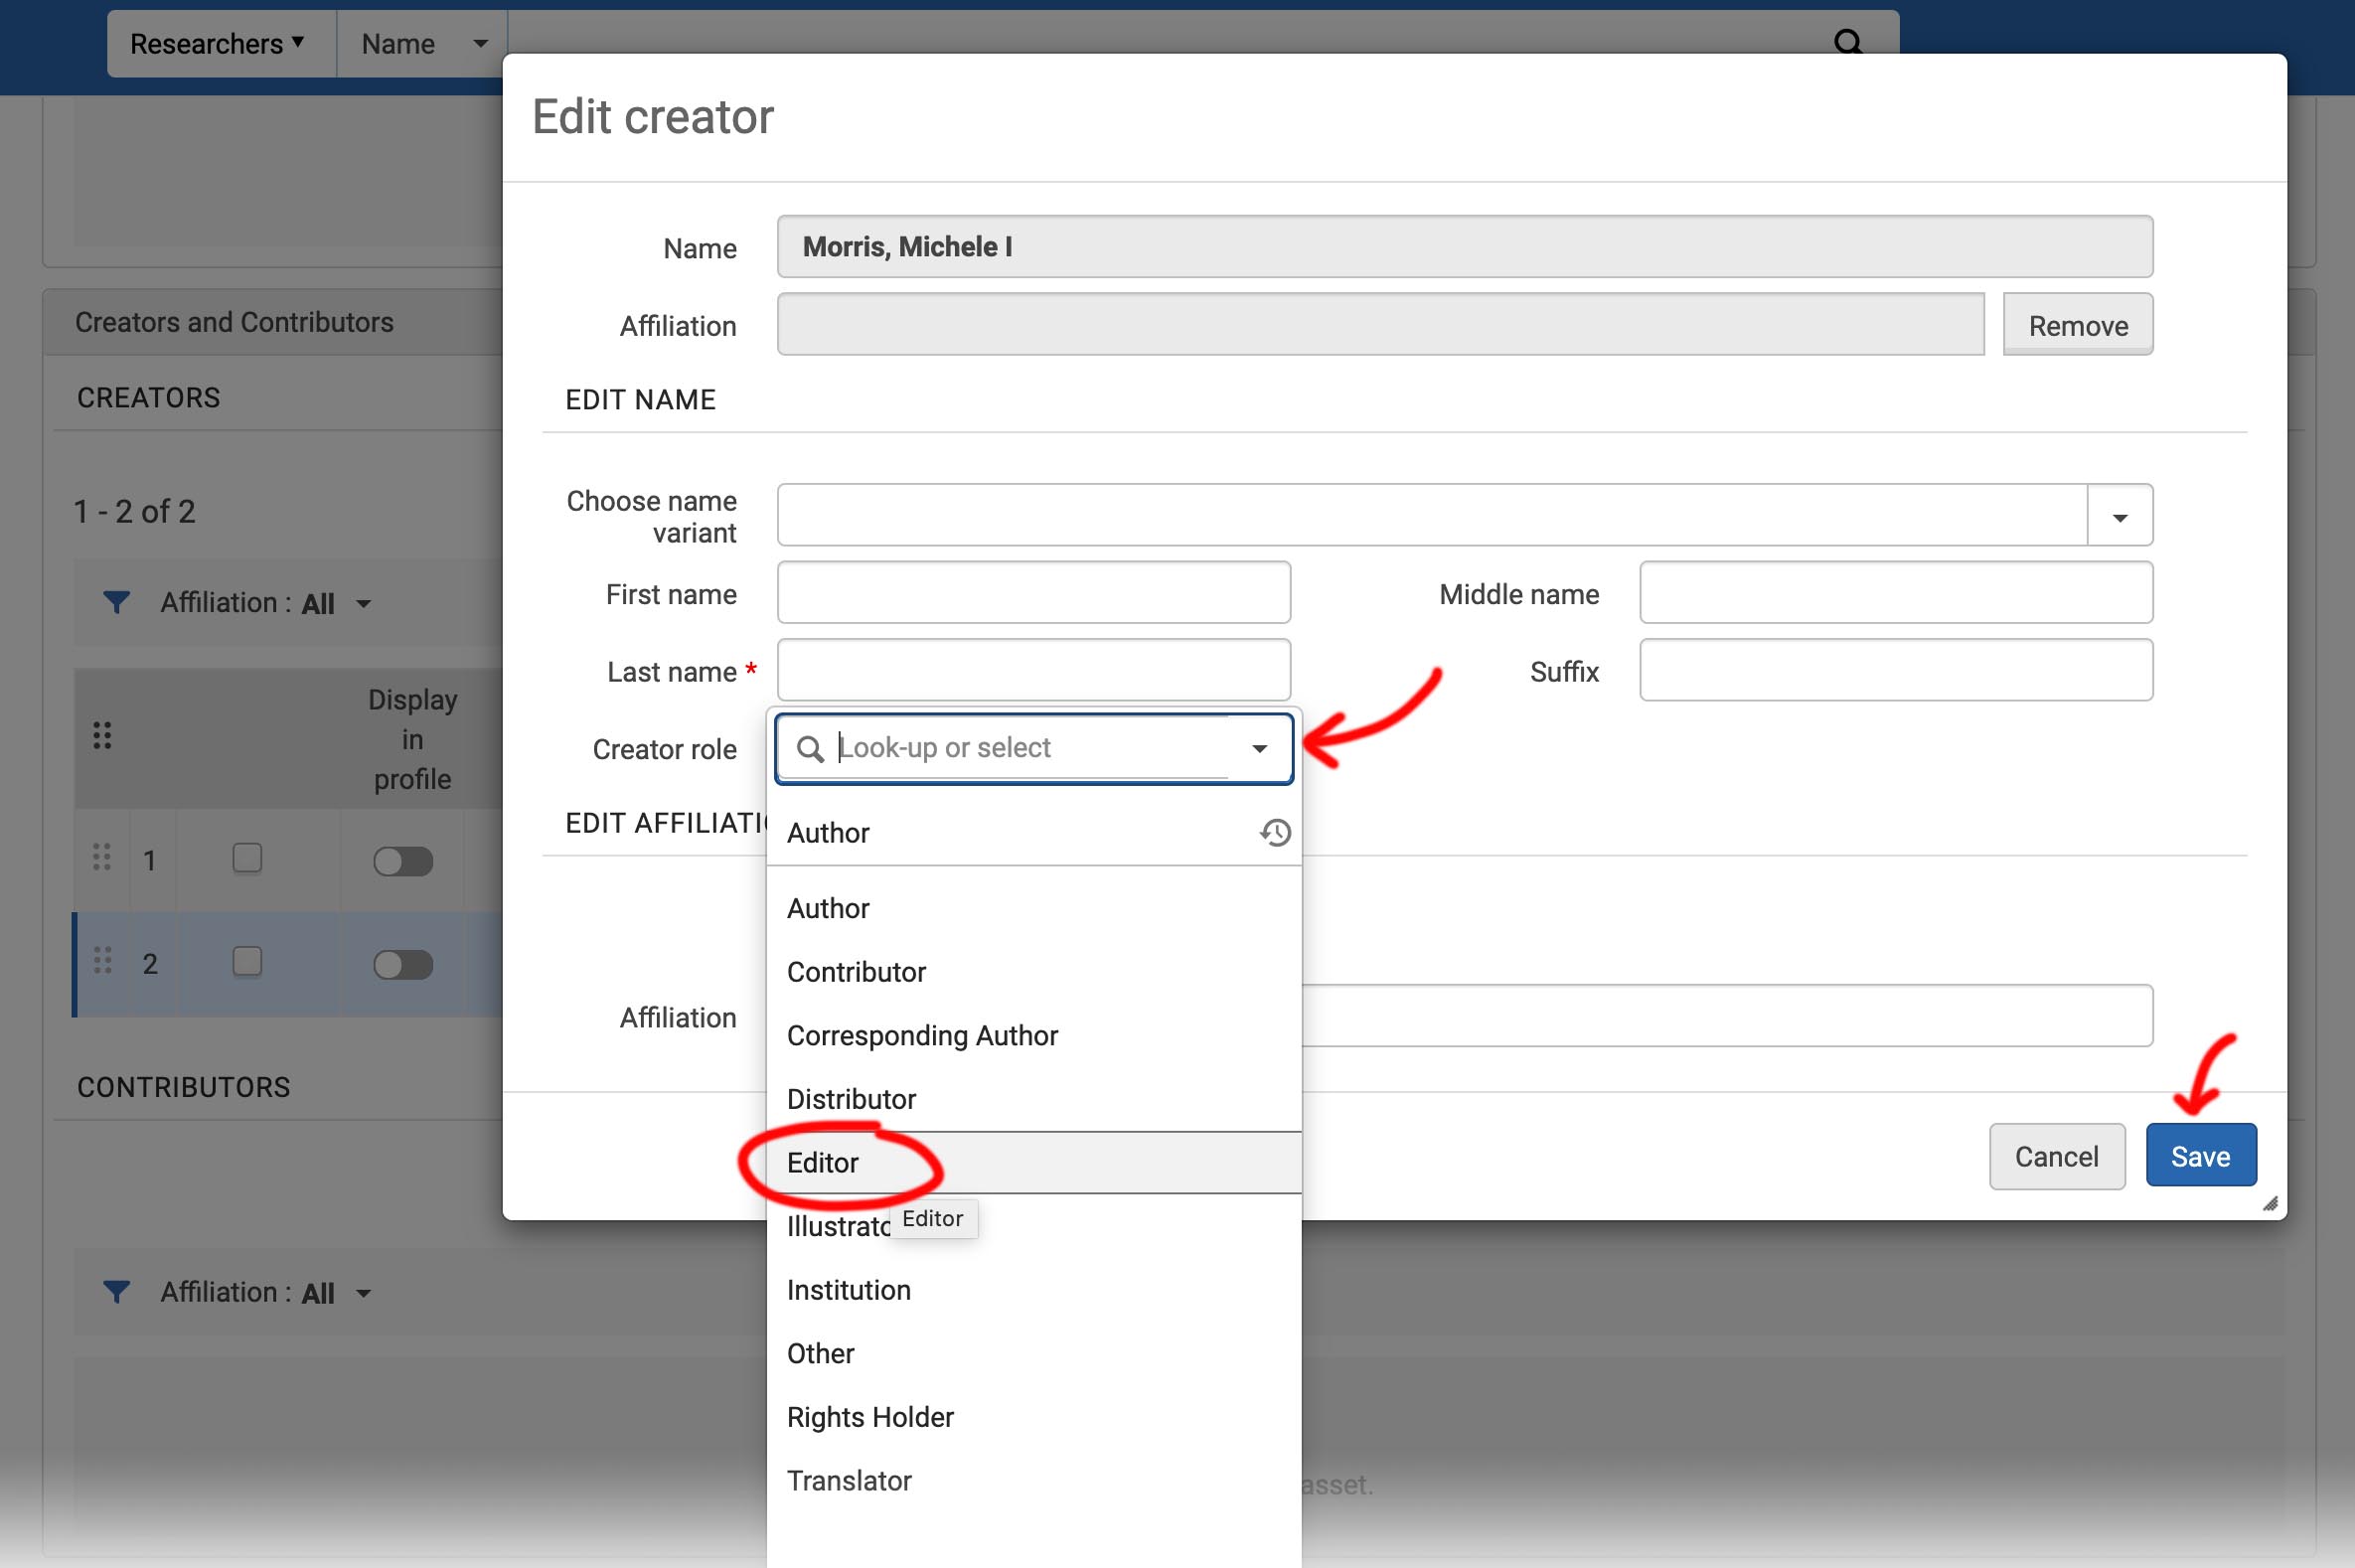 Researchers
Name
Edit creator
Name
Morris, Michele I
Affiliation
Remove
EDIT NAME
Choose name
variant
First name
Middle name
Last name *
Suffix
Creator role
Look-up or select
Author
Author
Contributor
Corresponding Author
Distributor
Editor
Editor
Institution
Other
Rights Holder
Translator
Affiliation
Cancel
Save
Creators and Contributors
CREATORS
1 - 2 of 2
Affiliation : All
Display
in
profile
1
2
CONTRIBUTORS
Affiliation : All
EDIT
asset.